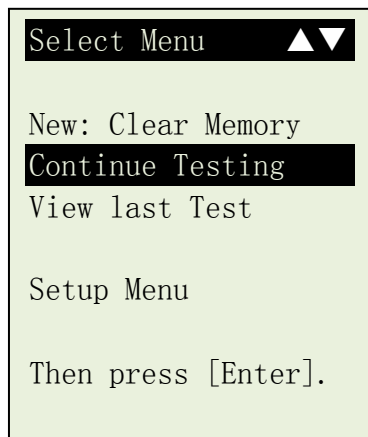 Select Menu ▲▼
New: Clear Memory
Continue Testing
View last Test
Setup Menu
Then press [Enter].